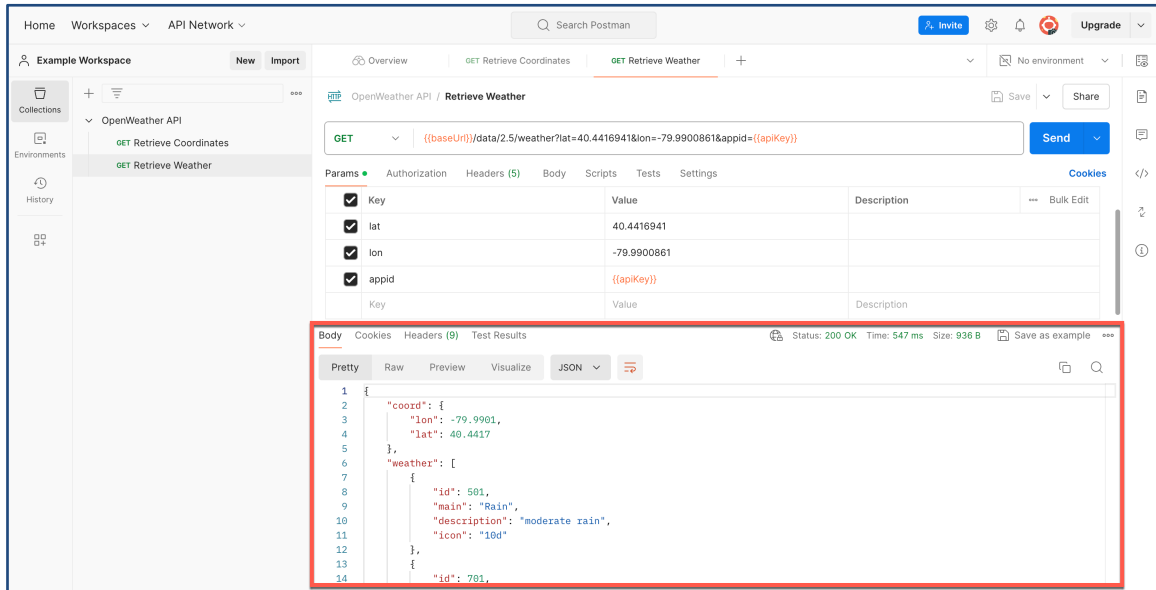 Home Workspaces API Network Search Postman Invite Upgrade
Example Workspace New Import Overview GET Retrieve Coordinates GET Retrieve Weather No environment
Collections
OpenWeather API
GET Retrieve Coordinates
GET Retrieve Weather
Environments
History
HTTP OpenWeather API / Retrieve Weather Save Share
GET {{baseUrl}}/data/2.5/weather?lat=40.4416941&lon=-79.9900861&appid={{apiKey}} Send
Params Authorization Headers (5) Body Scripts Tests Settings Cookies
Key Value Description Bulk Edit
lat 40.4416941
lon -79.9900861
appid {{apiKey}}
Key Value Description
Body Cookies Headers (9) Test Results Status: 200 OK Time: 547 ms Size: 936 B Save as example
Pretty Raw Preview Visualize JSON
1 {
2 "coord": {
3 "lon": -79.9901,
4 "lat": 40.4417
5 },
6 "weather": [
7 {
8 "id": 501,
9 "main": "Rain",
10 "description": "moderate rain",
11 "icon": "10d"
12 },
13 {
14 "id": 701,